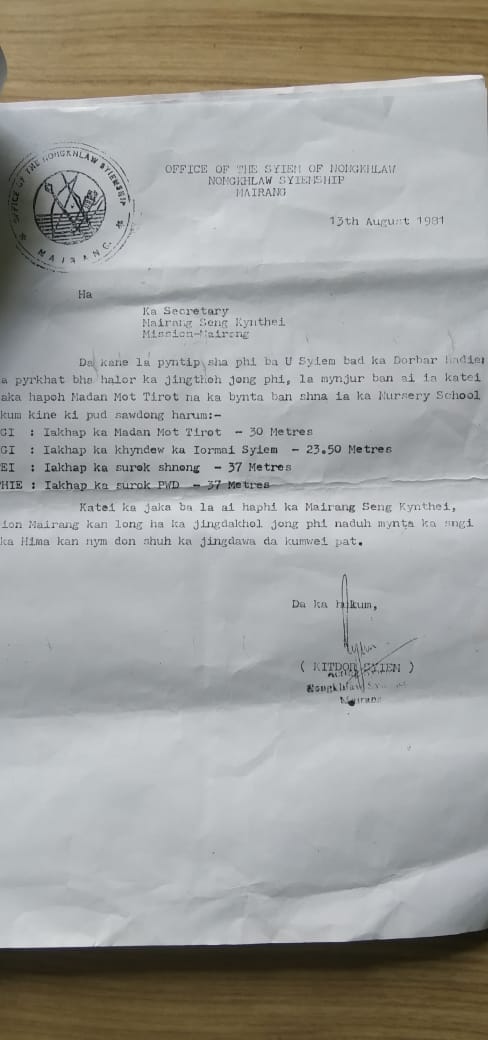 OFFICE OF THE NONGKHLAW SYIEMSHIP
MAIRANG
OFFICE OF THE SYIEM OF NONGKHLAW
NONGKHLAW SYIEMSHIP
MAIRANG
13th August 1981
Ha
Ka Secretary
Mairang Seng Kynthei
Mission-Mairang
Da kane la pyntip sha phi ba U Syiem bad ka Dorbar hadien
a pyrkhat bha halor ka jingthoh jong phi, la mynjur ban ai ia katei
aka hapoh Madan Mot Tirot na ka bynta ban shna ia ka Nursery School
kum kine ki pud sawdong harum:-
GI : Iakhap ka Madan Mot Tirot - 30 Metres
GI : Iakhap ka khyndew ka Iormai Syiem - 23.50 Metres
EI : Iakhap ka surok shnong - 37 Metres
HIE : Iakhap ka surok PWD - 37 Metres
Katei ka jaka ba la ai haphi ka Mairang Seng Kynthei,
ion Mairang kan long ha ka jingdakhol jong phi naduh mynta ka sngi
ka Hima kan nym don shuh ka jingdawa da kumwei pat.
Da ka hukum,
( KITDOR SYIEM )
Nongkhlaw
Mairang